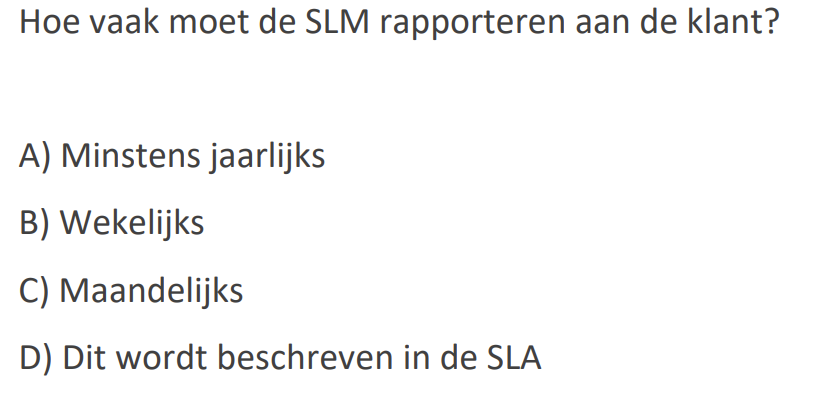 Hoe vaak moet de SLM rapporteren aan de klant?
A) Minstens jaarlijks
B) Wekelijks
C) Maandelijks
D) Dit wordt beschreven in de SLA